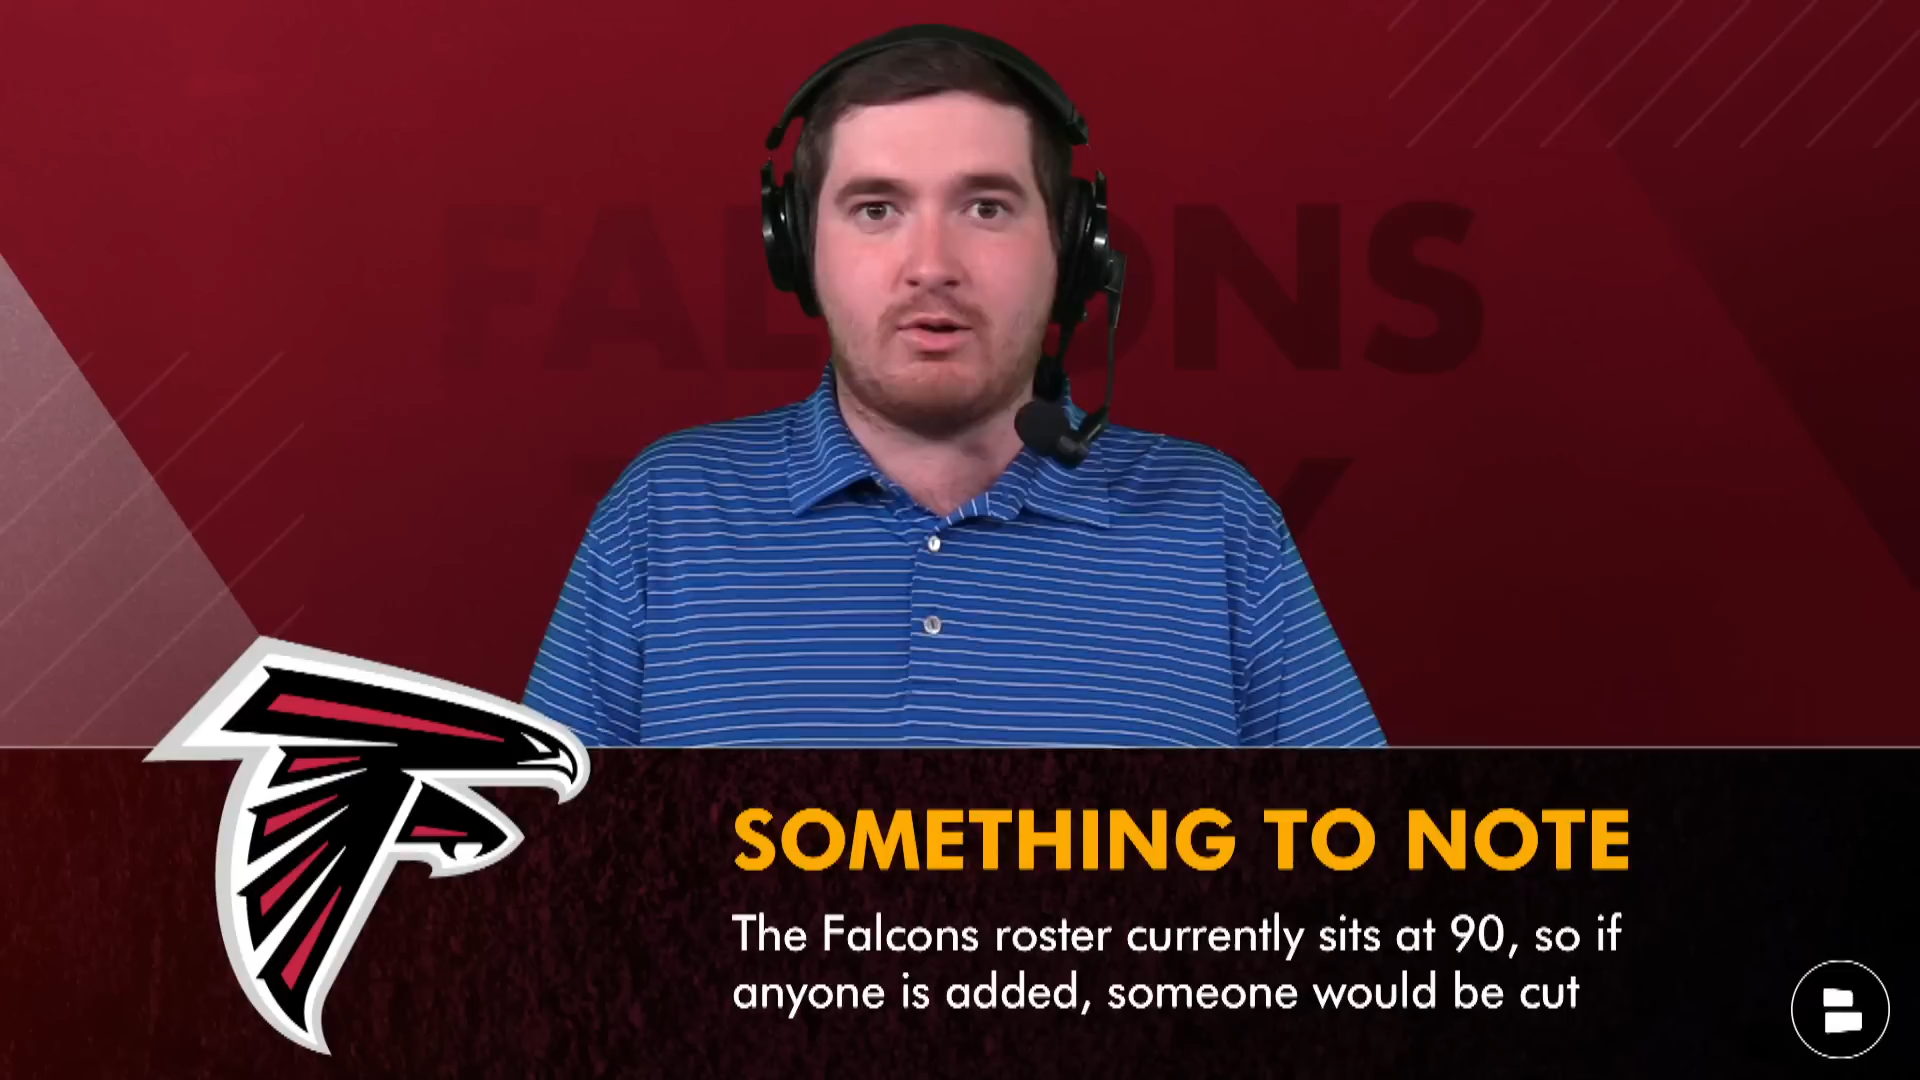 FALCONS
SOMETHING TO NOTE
The Falcons roster currently sits at 90, so if
anyone is added, someone would be cut